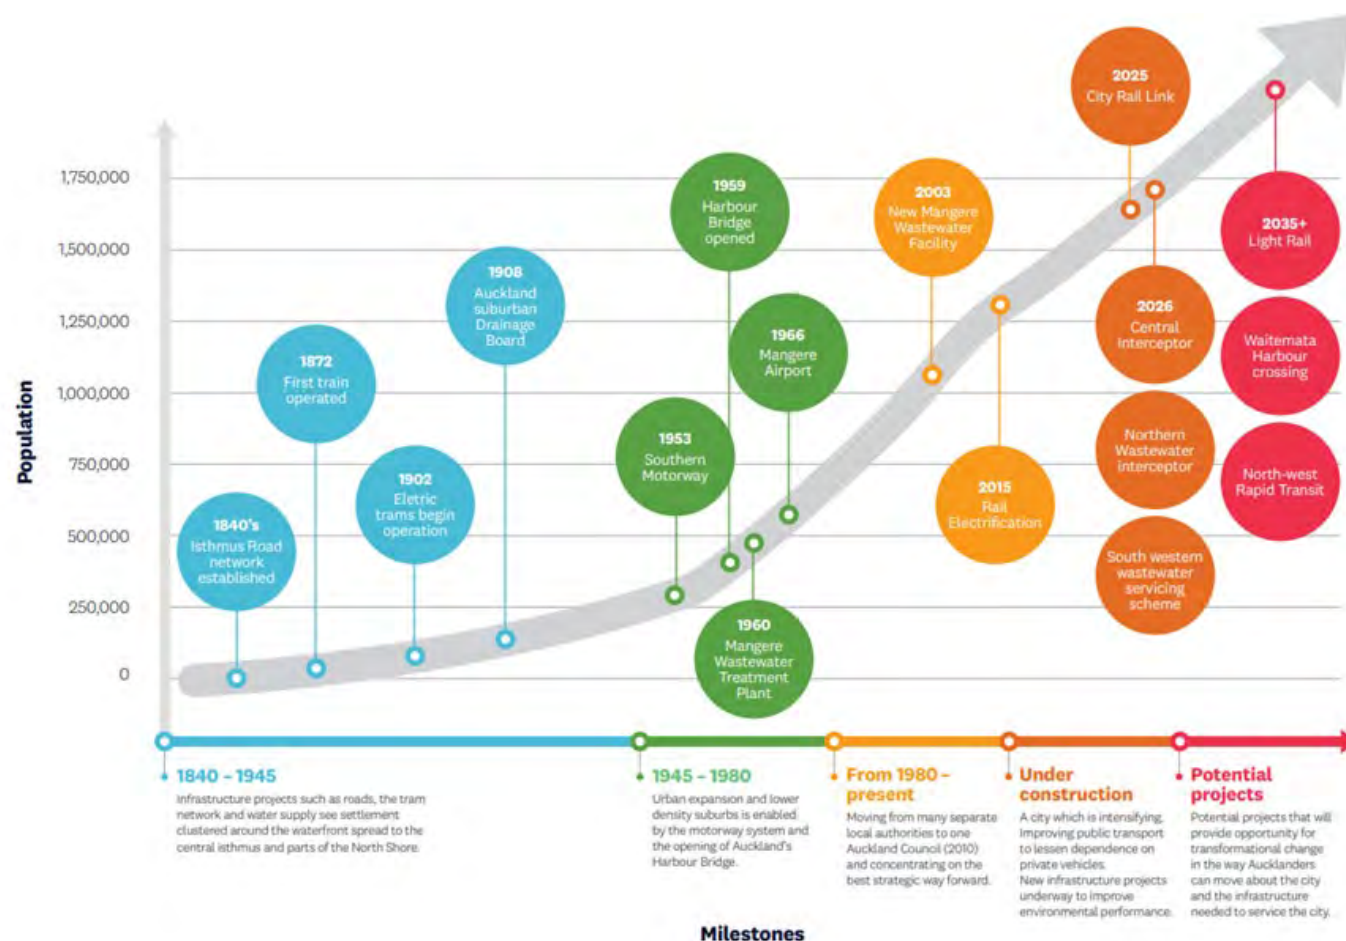 1,750,000
1,500,000
1,250,000
1,000,000
750,000
500,000
250,000
0
Population
1840's
Isthmus Road
network
established
1872
First train
operated
1902
Eletric
trams begin
operation
1908
Auckland
suburban
Drainage
Board
1953
Southern
Motorway
1959
Harbour
Bridge
opened
1960
Mangere
Wastewater
Treatment
Plant
1966
Mangere
Airport
2003
New Mangere
Wastewater
Facility
2015
Rail
Electrification
2025
City Rail Link
2026
Central
Interceptor
Northern
Wastewater
interceptor
South western
wastewater
servicing
scheme
2035+
Light Rail
Waitemata
Harbour
crossing
North-west
Rapid Transit
1840 – 1945
Infrastructure projects such as roads, the tram
network and water supply see settlement
clustered around the waterfront spread to the
central isthmus and parts of the North Shore.
1945 – 1980
Urban expansion and lower
density suburbs is enabled
by the motorway system and
the opening of Auckland's
Harbour Bridge.
From 1980 –
present
Moving from many separate
local authorities to one
Auckland Council (2010)
and concentrating on the
best strategic way forward.
Under
construction
A city which is intensifying.
Improving public transport
to lessen dependence on
private vehicles.
New infrastructure projects
underway to improve
environmental performance.
Potential
projects
Potential projects that will
provide opportunity for
transformational change
in the way Aucklanders
can move about the city
and the infrastructure
needed to service the city.
Milestones